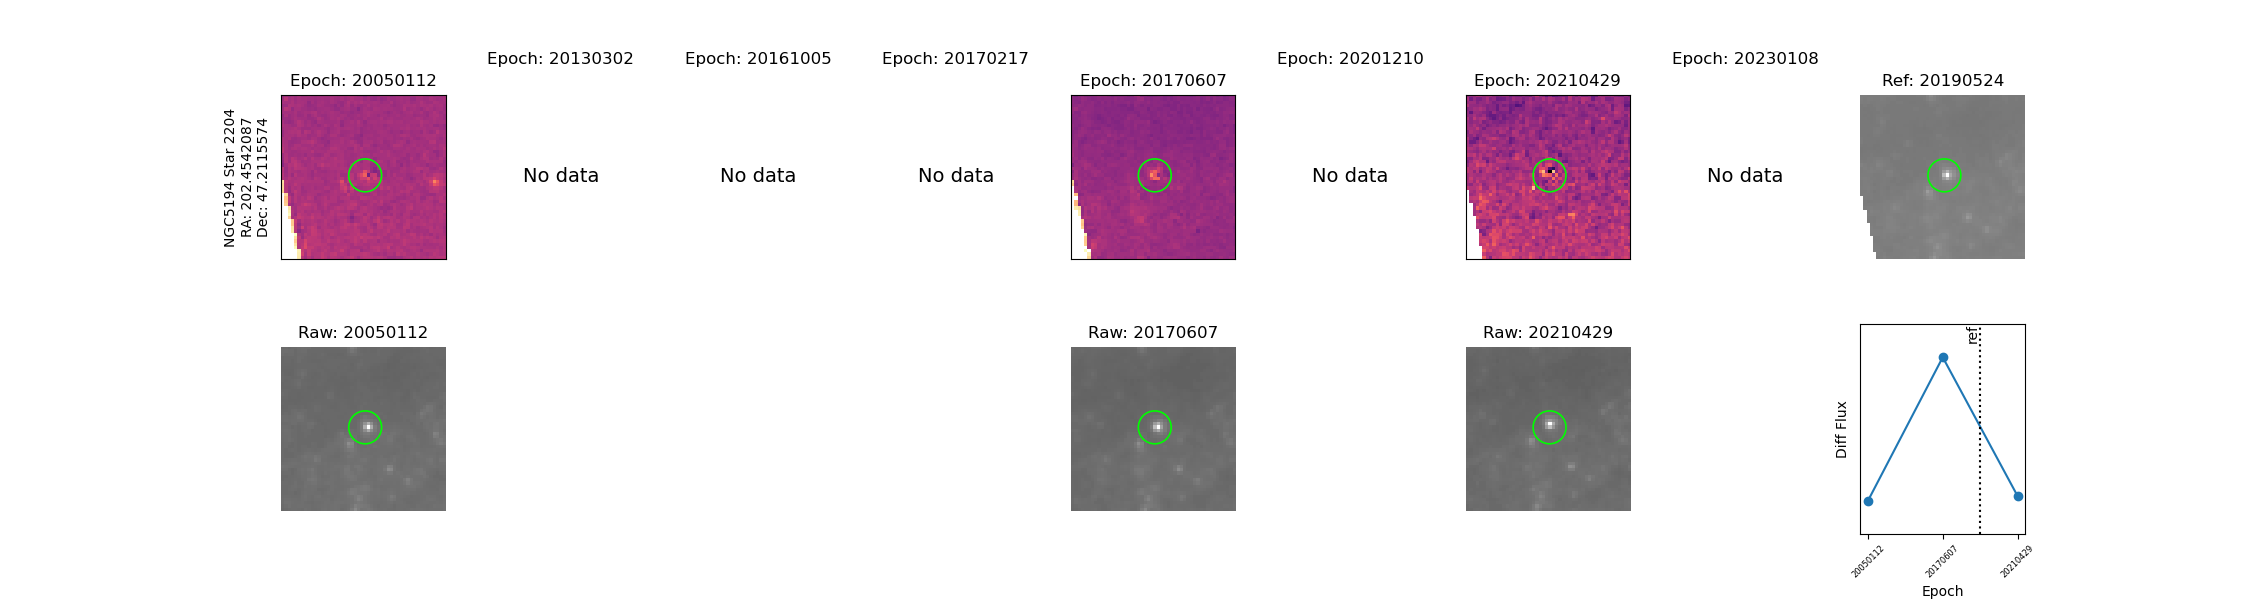 Epoch: 20050112
Epoch: 20130302
Epoch: 20161005
Epoch: 20170217
Epoch: 20170607
Epoch: 20201210
Epoch: 20210429
Epoch: 20230108
Ref: 20190524
NGC5194 Star 2204
RA: 202.4542087
Dec: 47.2115574
No data
No data
No data
No data
No data
Raw: 20050112
Raw: 20170607
Raw: 20210429
ref
Diff Flux
20050112
20170607
20210429
Epoch